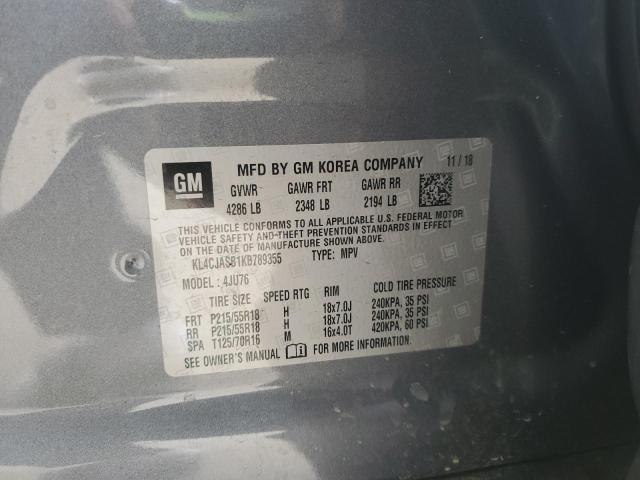 GM MFD BY GM KOREA COMPANY 11 / 18
GVWR GAWR FRT GAWR RR
4286 LB 2348 LB 2194 LB
THIS VEHICLE CONFORMS TO ALL APPLICABLE U.S. FEDERAL MOTOR
VEHICLE SAFETY AND THEFT PREVENTION STANDARDS IN EFFECT
ON THE DATE OF MANUFACTURE SHOWN ABOVE.
KL4CJASB1KB789355 TYPE: MPV
MODEL : 4JU76
TIRE SIZE SPEED RTG RIM COLD TIRE PRESSURE
FRT P215/55R18 H 18x7.0J 240KPA, 35 PSI
RR P215/55R18 H 18x7.0J 240KPA, 35 PSI
SPA T125/70R16 M 16x4.0T 420KPA, 60 PSI
SEE OWNER'S MANUAL FOR MORE INFORMATION.